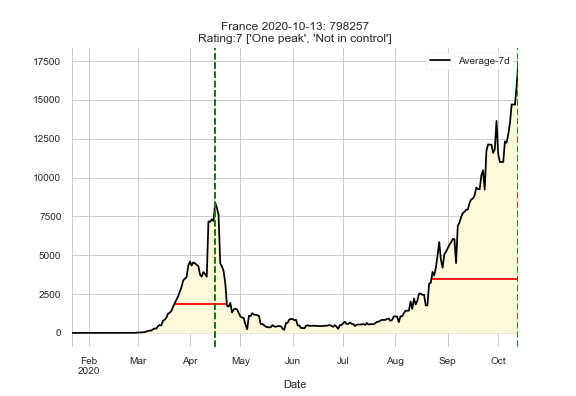 France 2020-10-13: 798257
Rating:7 ['One peak', 'Not in control']
Average-7d
17500
15000
12500
10000
7500
5000
2500
0
Feb
2020
Mar
Apr
May
Jun
Jul
Aug
Sep
Oct
Date